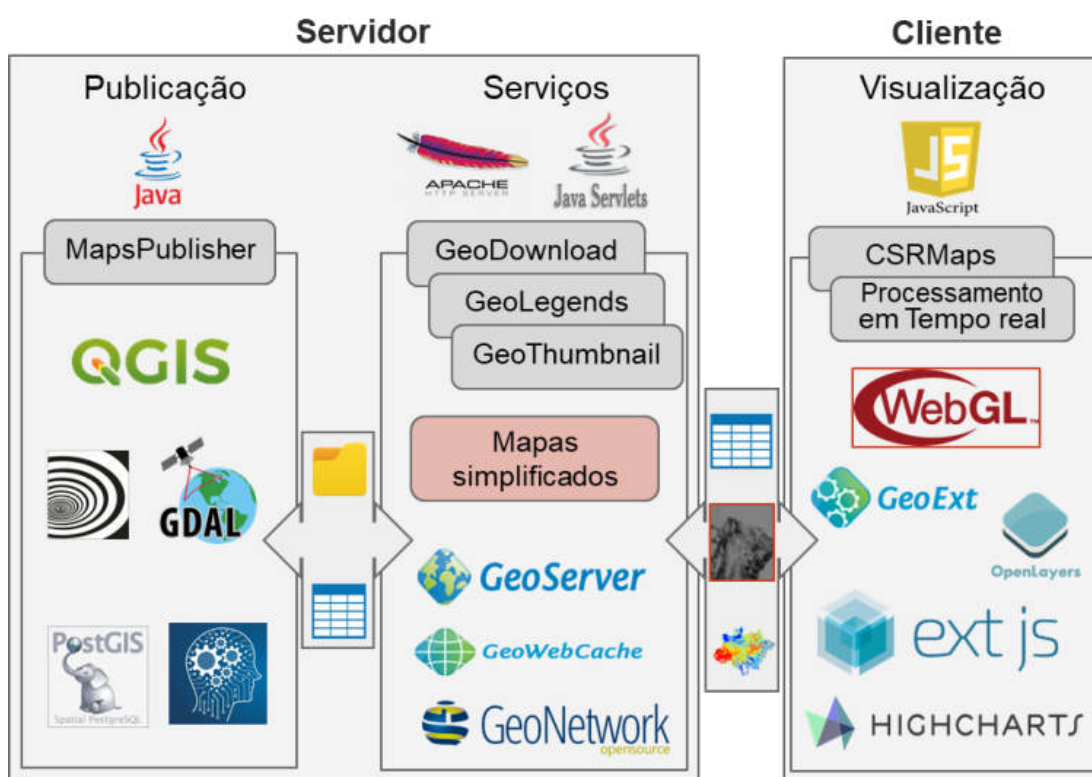 Servidor
Cliente
Publicação
Serviços
Visualização
Java
APACHE
HTTP SERVER
Java Servlets
JS
JavaScript
MapsPublisher
GeoDownload
GeoLegends
GeoThumbnail
CSRMaps
Processamento
em Tempo real
QGIS
WebGL
TM
Mapas
simplificados
GDAL
GeoExt
OpenLayers
GeoServer
GeoWebCache
ext js
PostGIS
Spatial PostgreSQL
GeoNetwork
opensource
HIGHCHARTS